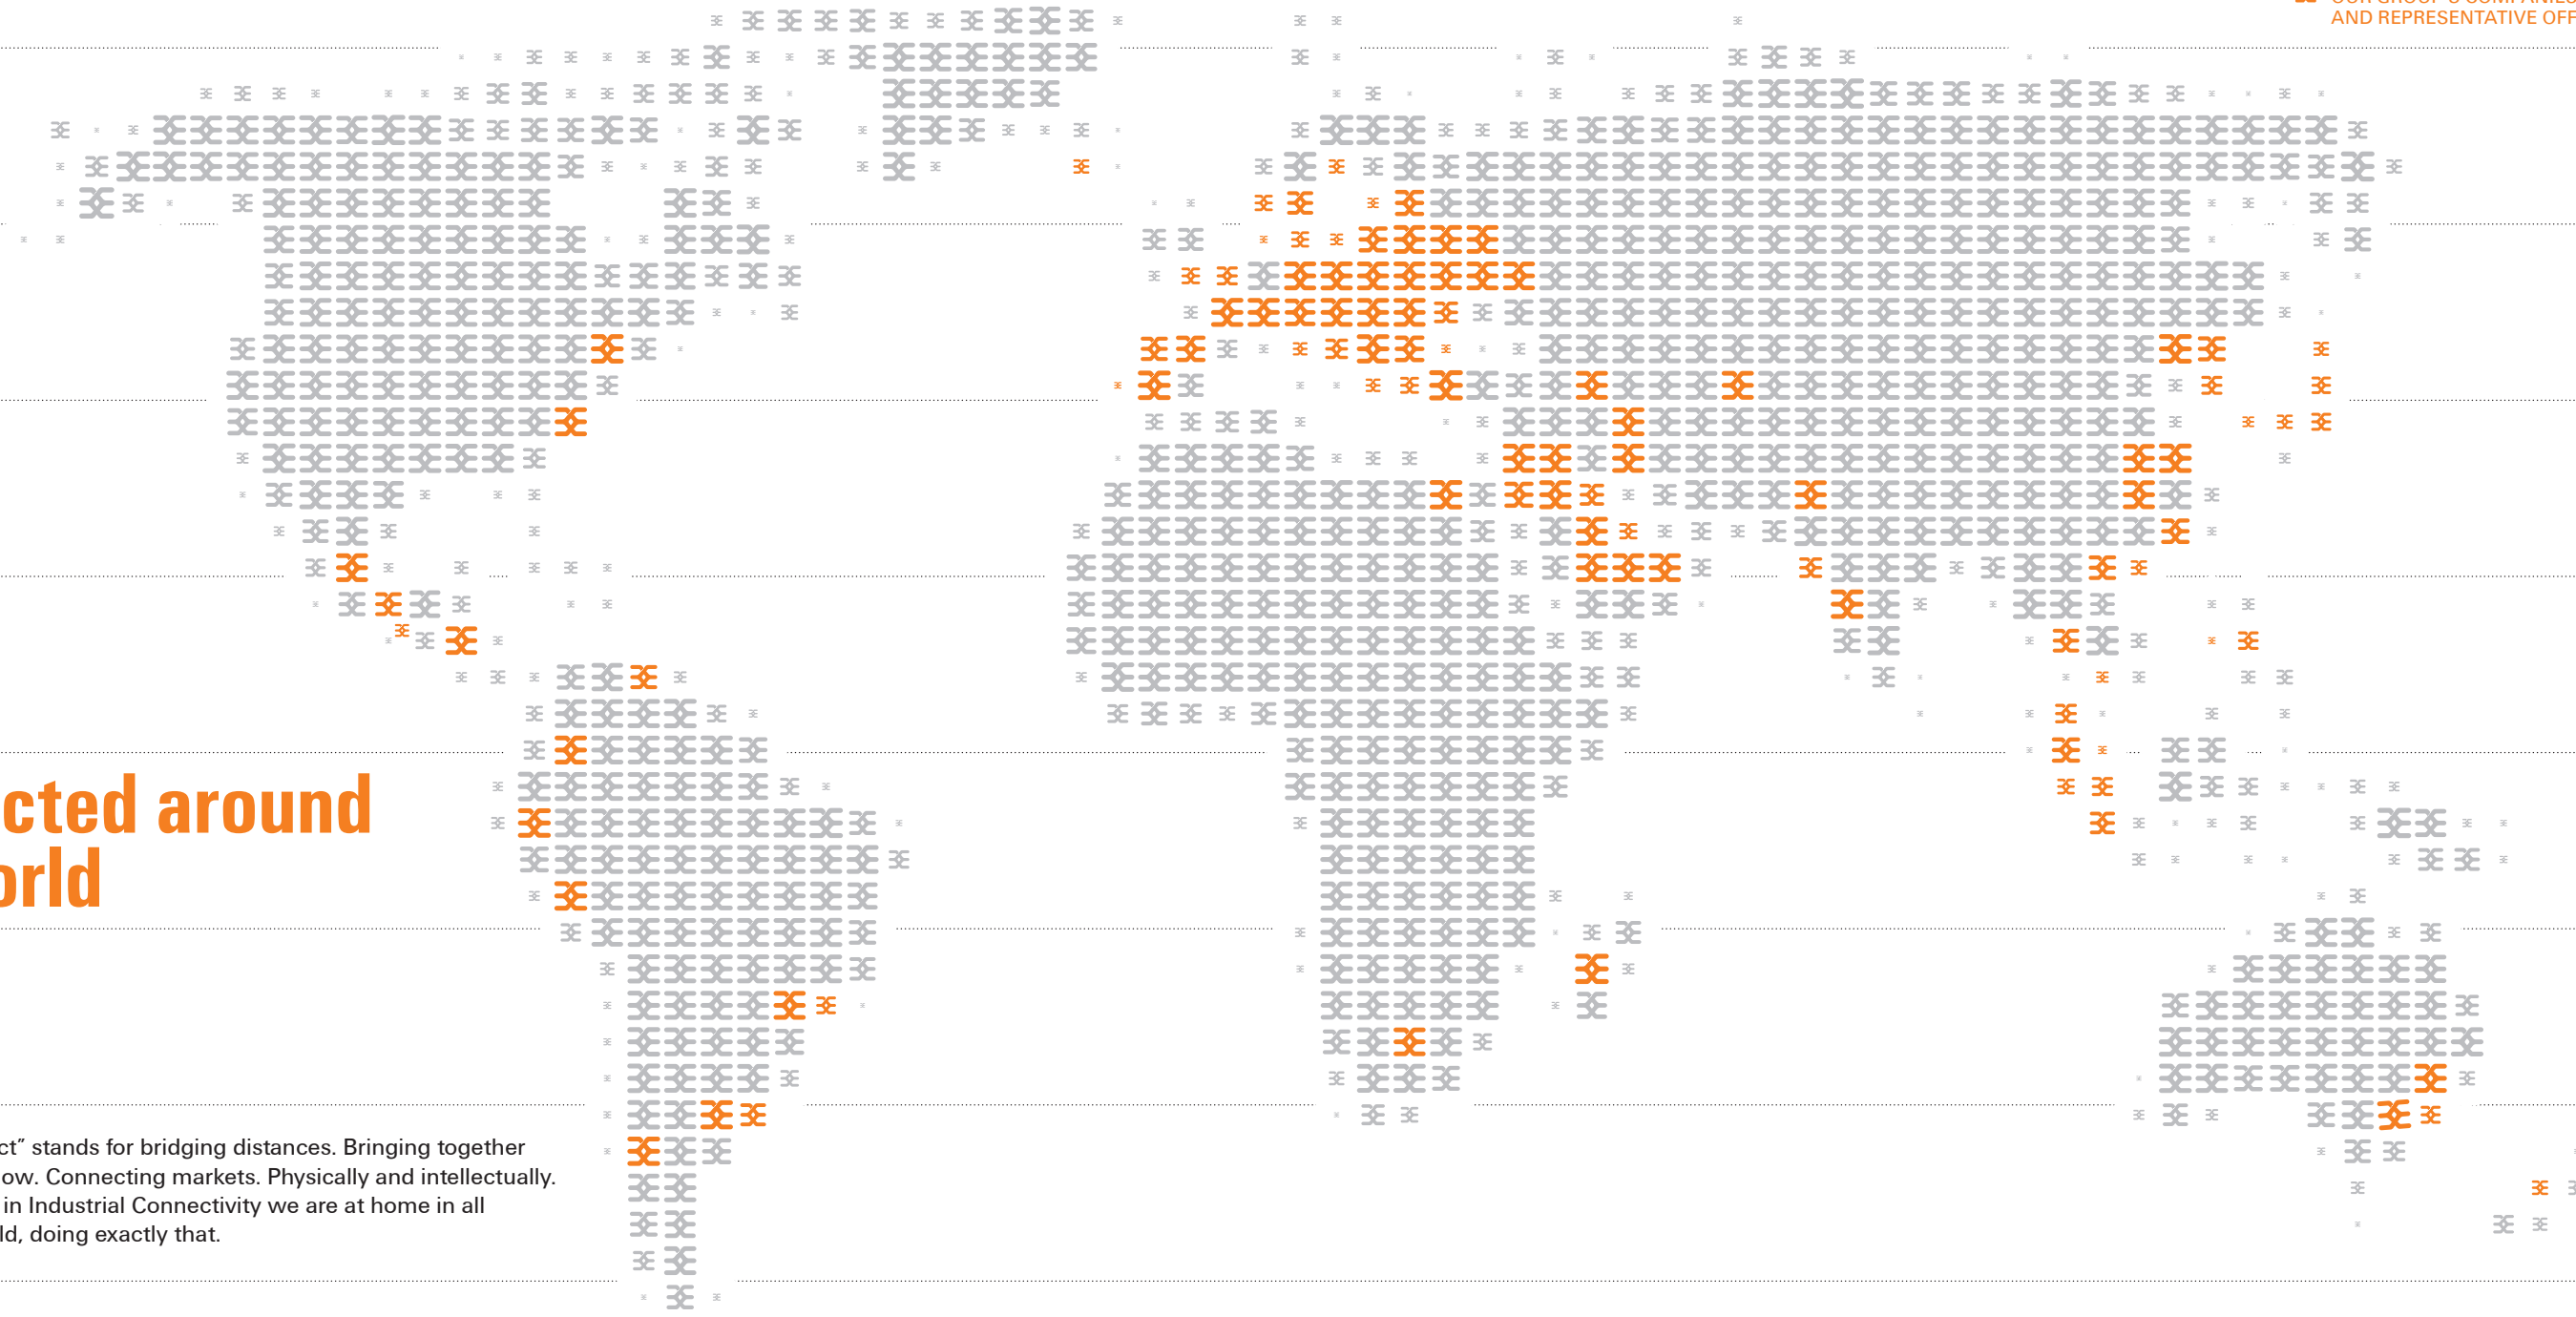 AND REPRESENTATIVE OFF
cted around
orld
ct” stands for bridging distances. Bringing together
ow. Connecting markets. Physically and intellectually.
in Industrial Connectivity we are at home in all
ld, doing exactly that.